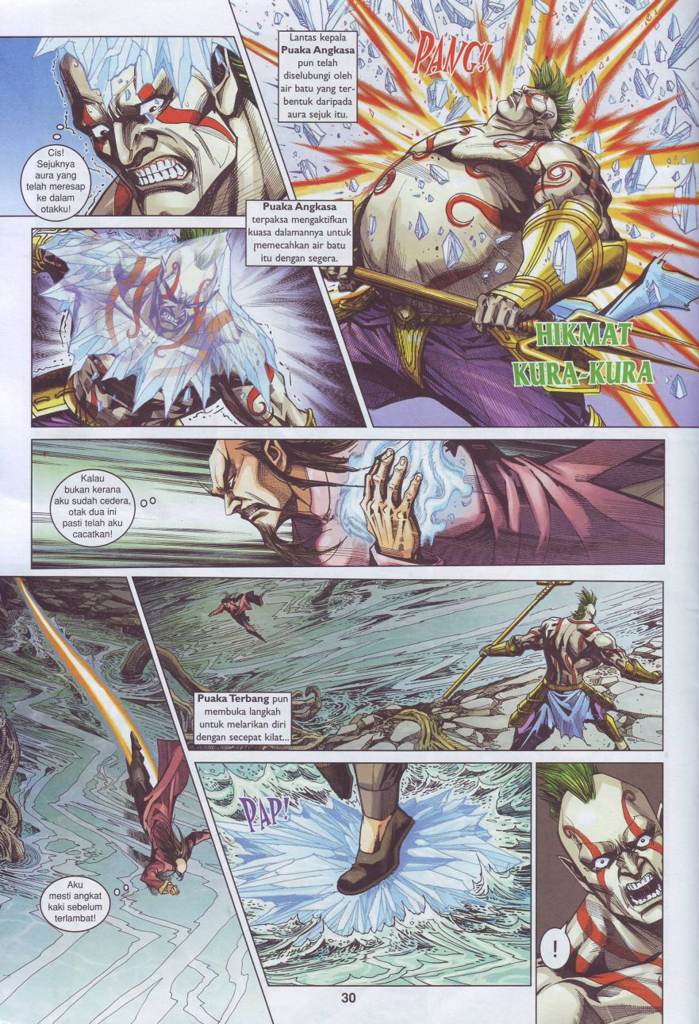 Lantas kepala
Puaka Angkasa
pun telah
diselubungi oleh
air batu yang ter-
bentuk daripada
aura sejuk itu.
PANG!
Cis!
Sejuknya
aura yang
telah meresap
ke dalam
otakku!
Puaka Angkasa
terpaksa mengaktifkan
kuasa dalamannya untuk
memecahkan air batu
itu dengan segera.
HIKMAT
KURA-KURA
Kalau
bukan kerana
aku sudah cedera,
otak dua ini
pasti telah aku
cacatkan!
Puaka Terbang pun
membuka langkah
untuk melarikan diri
dengan secepat kilat...
Aku
mesti angkat
kaki sebelum
terlambat!
PAP!
!
30